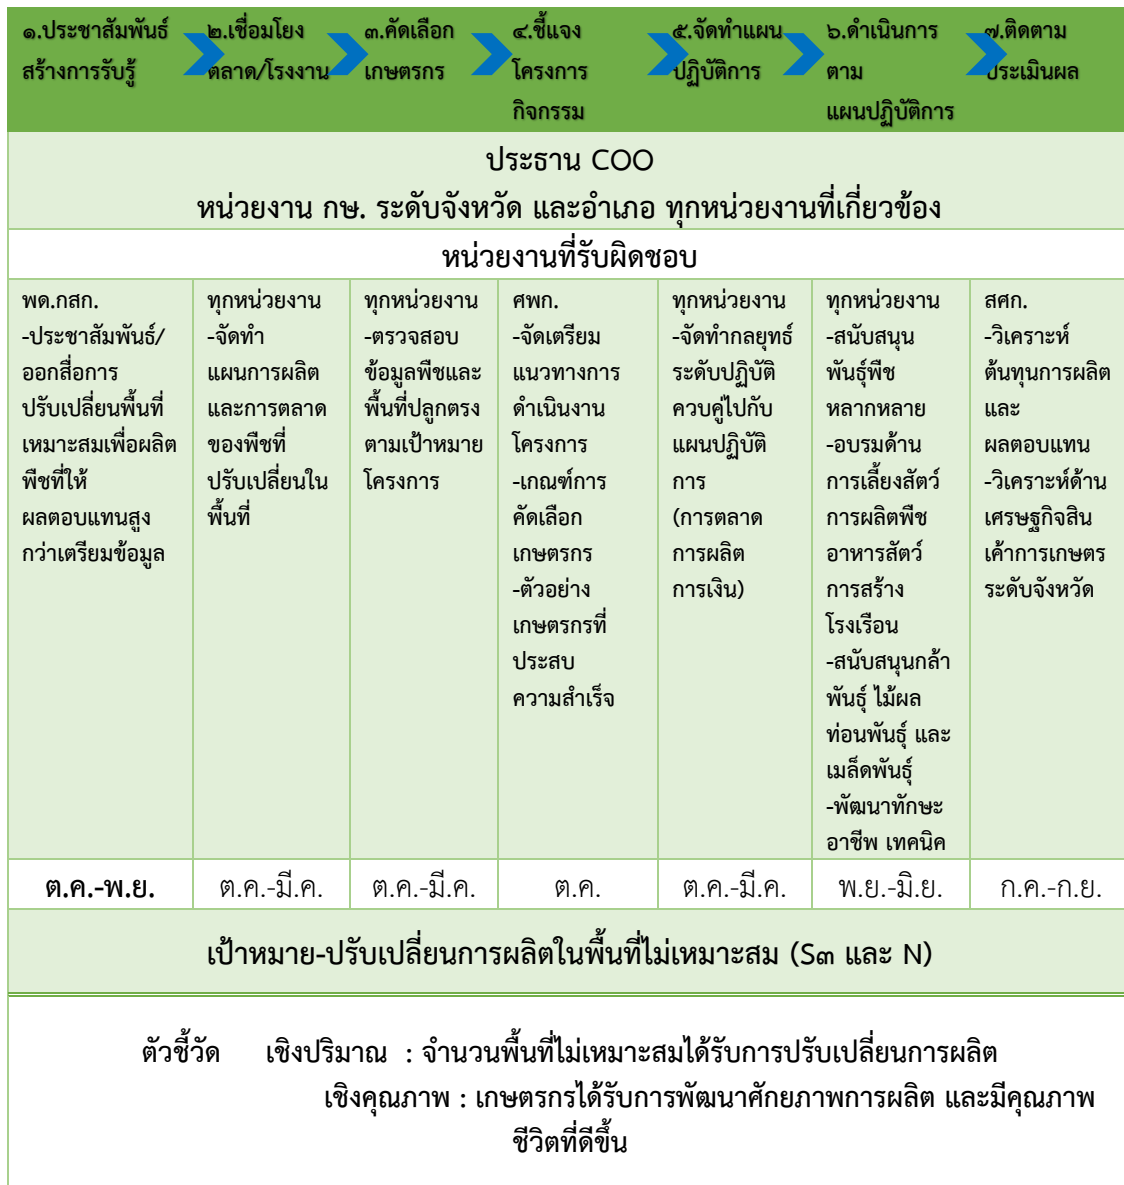 ๑.ประชาสัมพันธ์
สร้างการรับรู้
๒.เชื่อมโยง
ตลาด/โรงงาน
๓.คัดเลือก
เกษตรกร
๔.ชี้แจง
โครงการ
กิจกรรม
๕.จัดทำแผน
ปฏิบัติการ
๖.ดำเนินการ
ตาม
แผนปฏิบัติการ
๗.ติดตาม
ประเมินผล
ประธาน COO
หน่วยงาน กษ. ระดับจังหวัด และอำเภอ ทุกหน่วยงานที่เกี่ยวข้อง
หน่วยงานที่รับผิดชอบ
พด.กสก.
-ประชาสัมพันธ์/
ออกสื่อการ
ปรับเปลี่ยนพื้นที่
เหมาะสมเพื่อผลิต
พืชที่ให้
ผลตอบแทนสูง
กว่าเตรียมข้อมูล
ทุกหน่วยงาน
-จัดทำ
แผนการผลิต
และการตลาด
ของพืชที่
ปรับเปลี่ยนใน
พื้นที่
ทุกหน่วยงาน
-ตรวจสอบ
ข้อมูลพืชและ
พื้นที่ปลูกตรง
ตามเป้าหมาย
โครงการ
ศพก.
-จัดเตรียม
แนวทางการ
ดำเนินงาน
โครงการ
-เกณฑ์การ
คัดเลือก
เกษตรกร
-ตัวอย่าง
เกษตรกรที่
ประสบ
ความสำเร็จ
ทุกหน่วยงาน
-จัดทำกลยุทธ์
ระดับปฏิบัติ
ควบคู่ไปกับ
แผนปฏิบัติ
การ
(การตลาด
การผลิต
การเงิน)
ทุกหน่วยงาน
-สนับสนุน
พันธุ์พืช
หลากหลาย
-อบรมด้าน
การเลี้ยงสัตว์
การผลิตพืช
อาหารสัตว์
การสร้าง
โรงเรือน
-สนับสนุนกล้า
พันธุ์ ไม้ผล
ท่อนพันธุ์ และ
เมล็ดพันธุ์
-พัฒนาทักษะ
อาชีพ เทคนิค
สศก.
-วิเคราะห์
ต้นทุนการผลิต
และ
ผลตอบแทน
-วิเคราะห์ด้าน
เศรษฐกิจสิน
ค้าการเกษตร
ระดับจังหวัด
ต.ค.-พ.ย.
ต.ค.-มี.ค.
ต.ค.-มี.ค.
ต.ค.
ต.ค.-มี.ค.
พ.ย.-มิ.ย.
ก.ค.-ก.ย.
เป้าหมาย-ปรับเปลี่ยนการผลิตในพื้นที่ไม่เหมาะสม (S๓ และ N)
ตัวชี้วัด เชิงปริมาณ : จำนวนพื้นที่ไม่เหมาะสมได้รับการปรับเปลี่ยนการผลิต
เชิงคุณภาพ : เกษตรกรได้รับการพัฒนาศักยภาพการผลิต และมีคุณภาพ
ชีวิตที่ดีขึ้น